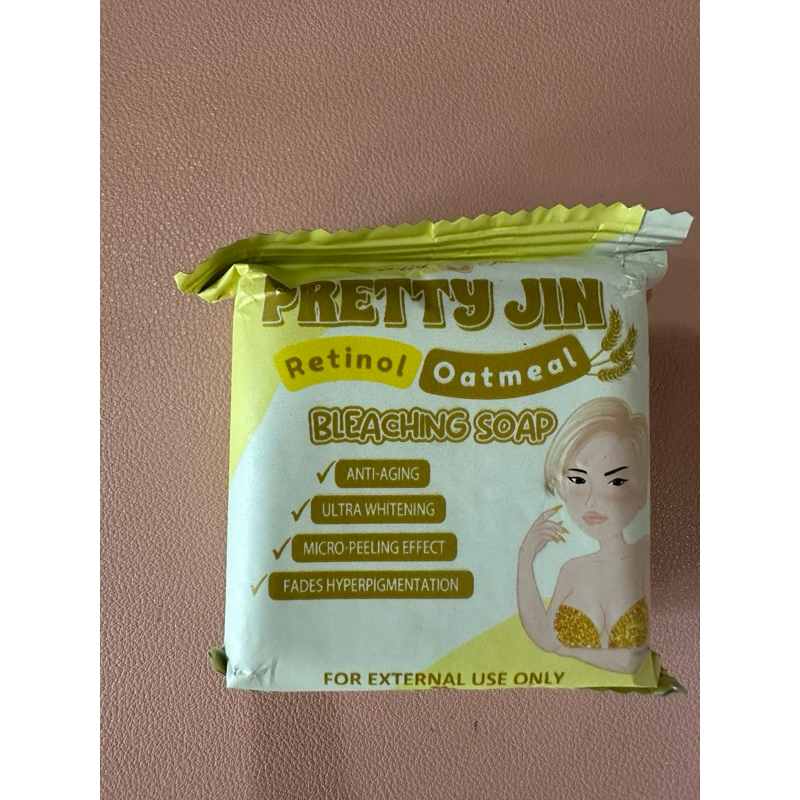 PRETTY JIN
Retinol Oatmeal
BLEACHING SOAP
✓ ANTI-AGING
✓ ULTRA WHITENING
✓ MICRO-PEELING EFFECT
✓ FADES HYPERPIGMENTATION
FOR EXTERNAL USE ONLY